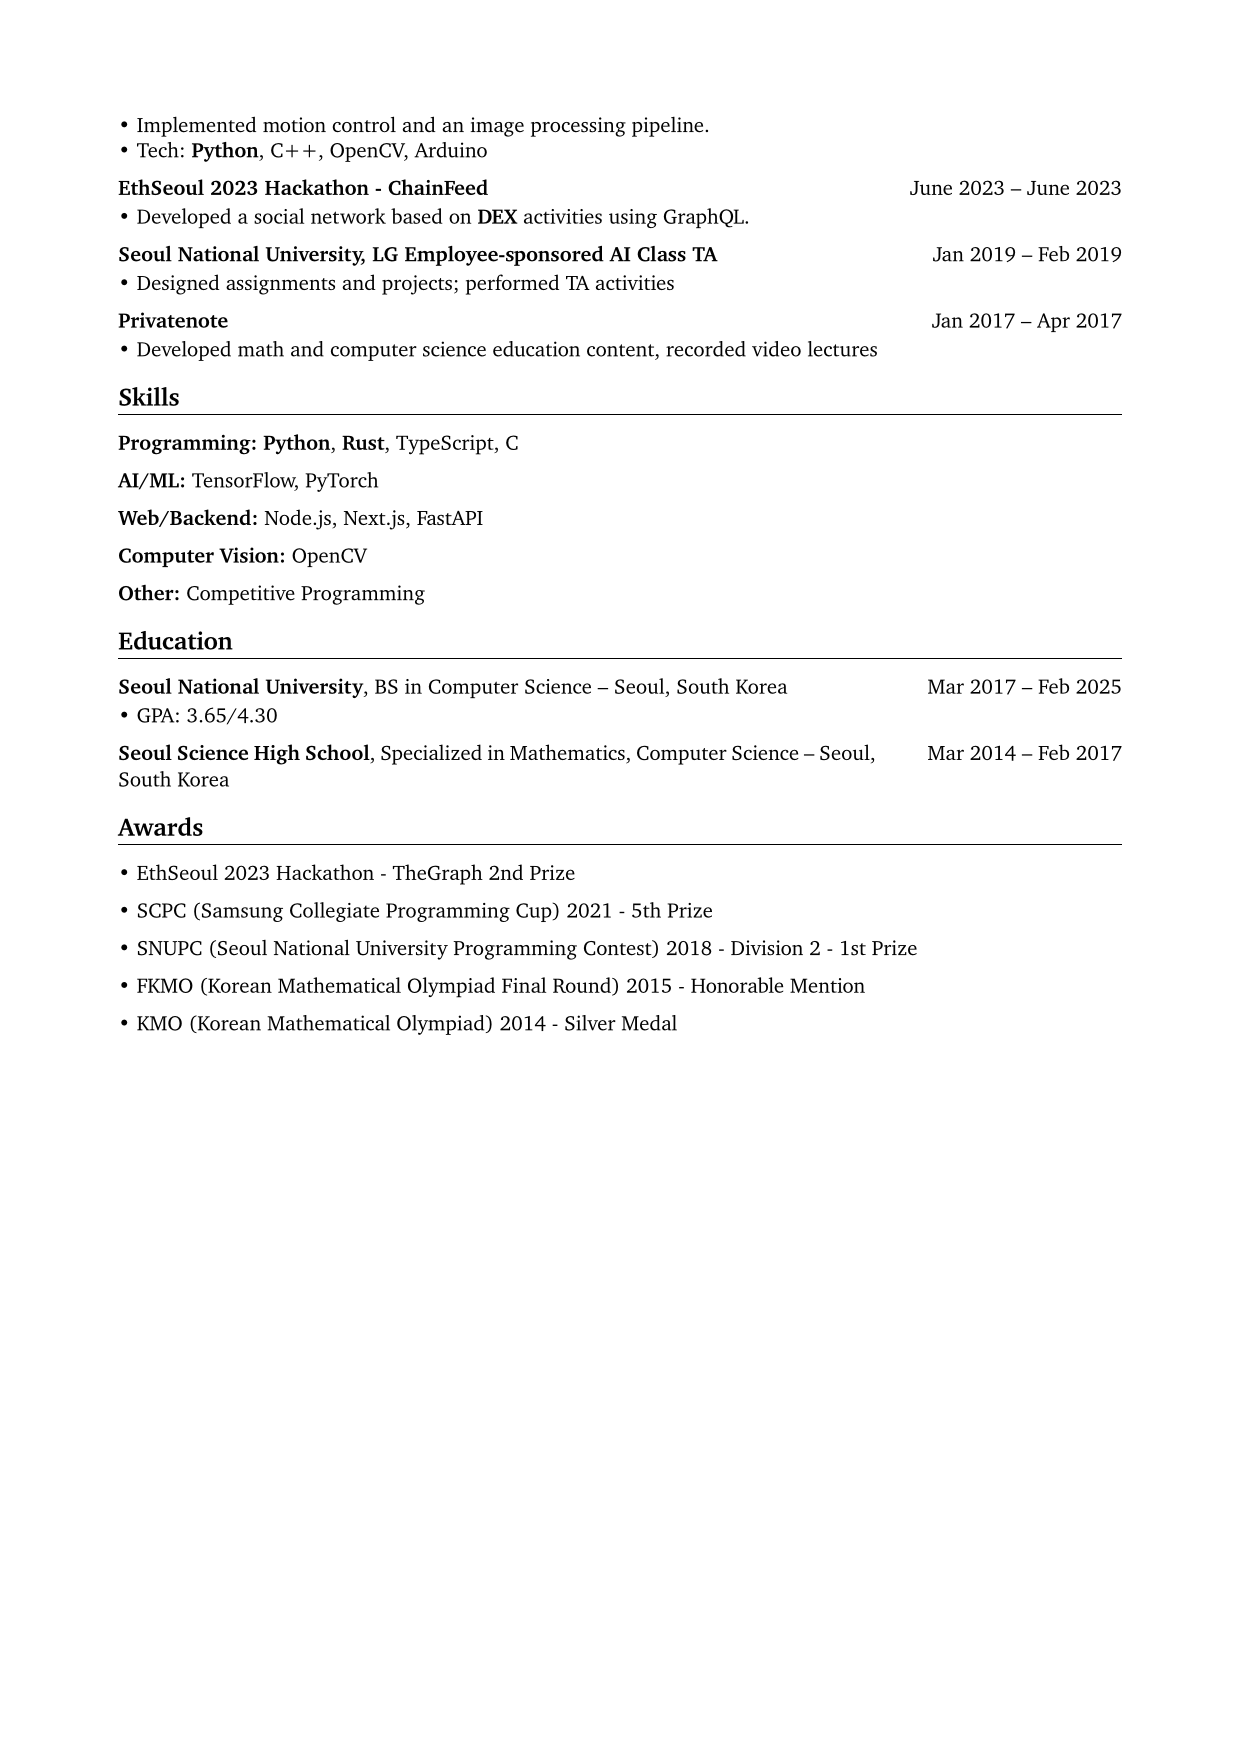 • Implemented motion control and an image processing pipeline.
• Tech: Python, C++, OpenCV, Arduino
EthSeoul 2023 Hackathon - ChainFeed June 2023 – June 2023
• Developed a social network based on DEX activities using GraphQL.
Seoul National University, LG Employee-sponsored AI Class TA Jan 2019 – Feb 2019
• Designed assignments and projects; performed TA activities
Privatenote Jan 2017 – Apr 2017
• Developed math and computer science education content, recorded video lectures
Skills
Programming: Python, Rust, TypeScript, C
AI/ML: TensorFlow, PyTorch
Web/Backend: Node.js, Next.js, FastAPI
Computer Vision: OpenCV
Other: Competitive Programming
Education
Seoul National University, BS in Computer Science – Seoul, South Korea Mar 2017 – Feb 2025
• GPA: 3.65/4.30
Seoul Science High School, Specialized in Mathematics, Computer Science – Seoul, Mar 2014 – Feb 2017
South Korea
Awards
• EthSeoul 2023 Hackathon - TheGraph 2nd Prize
• SCPC (Samsung Collegiate Programming Cup) 2021 - 5th Prize
• SNUPC (Seoul National University Programming Contest) 2018 - Division 2 - 1st Prize
• FKMO (Korean Mathematical Olympiad Final Round) 2015 - Honorable Mention
• KMO (Korean Mathematical Olympiad) 2014 - Silver Medal